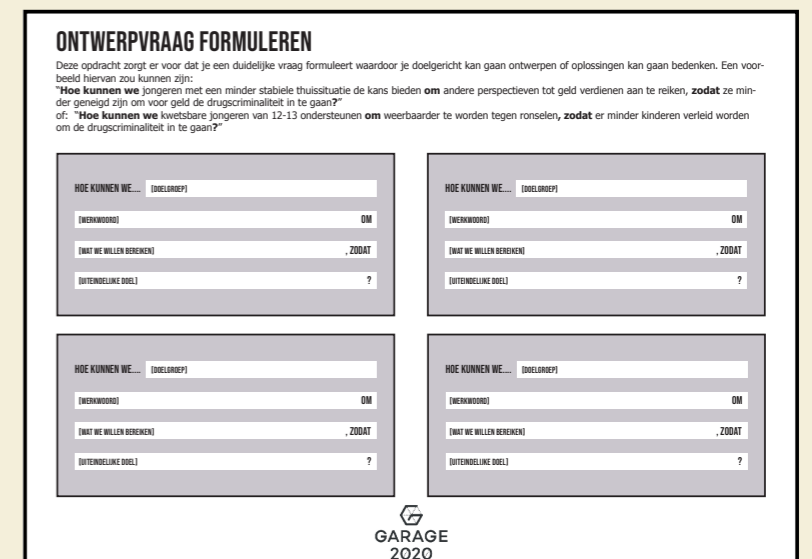 ONTWERPVRAAG FORMULEREN
Deze opdracht zorgt er voor dat je een duidelijke vraag formuleert waardoor je doelgericht kan gaan ontwerpen of oplossingen kan gaan bedenken. Een voor-
beeld hiervan zou kunnen zijn:
"Hoe kunnen we jongeren met een minder stabiele thuissituatie de kans bieden om andere perspectieven tot geld verdienen aan te reiken, zodat ze min-
der geneigd zijn om voor geld de drugscriminaliteit in te gaan?"
of: "Hoe kunnen we kwetsbare jongeren van 12-13 ondersteunen om weerbaarder te worden tegen ronselen, zodat er minder kinderen verleid worden
om de drugscriminaliteit in te gaan?"
HOE KUNNEN WE.... [DOELGROEP]
[WERKWOORD] OM
[WAT WE WILLEN BEREIKEN] , ZODAT
[UITEINDELIJKE DOEL] ?
HOE KUNNEN WE.... [DOELGROEP]
[WERKWOORD] OM
[WAT WE WILLEN BEREIKEN] , ZODAT
[UITEINDELIJKE DOEL] ?
HOE KUNNEN WE.... [DOELGROEP]
[WERKWOORD] OM
[WAT WE WILLEN BEREIKEN] , ZODAT
[UITEINDELIJKE DOEL] ?
HOE KUNNEN WE.... [DOELGROEP]
[WERKWOORD] OM
[WAT WE WILLEN BEREIKEN] , ZODAT
[UITEINDELIJKE DOEL] ?
GARAGE
2020